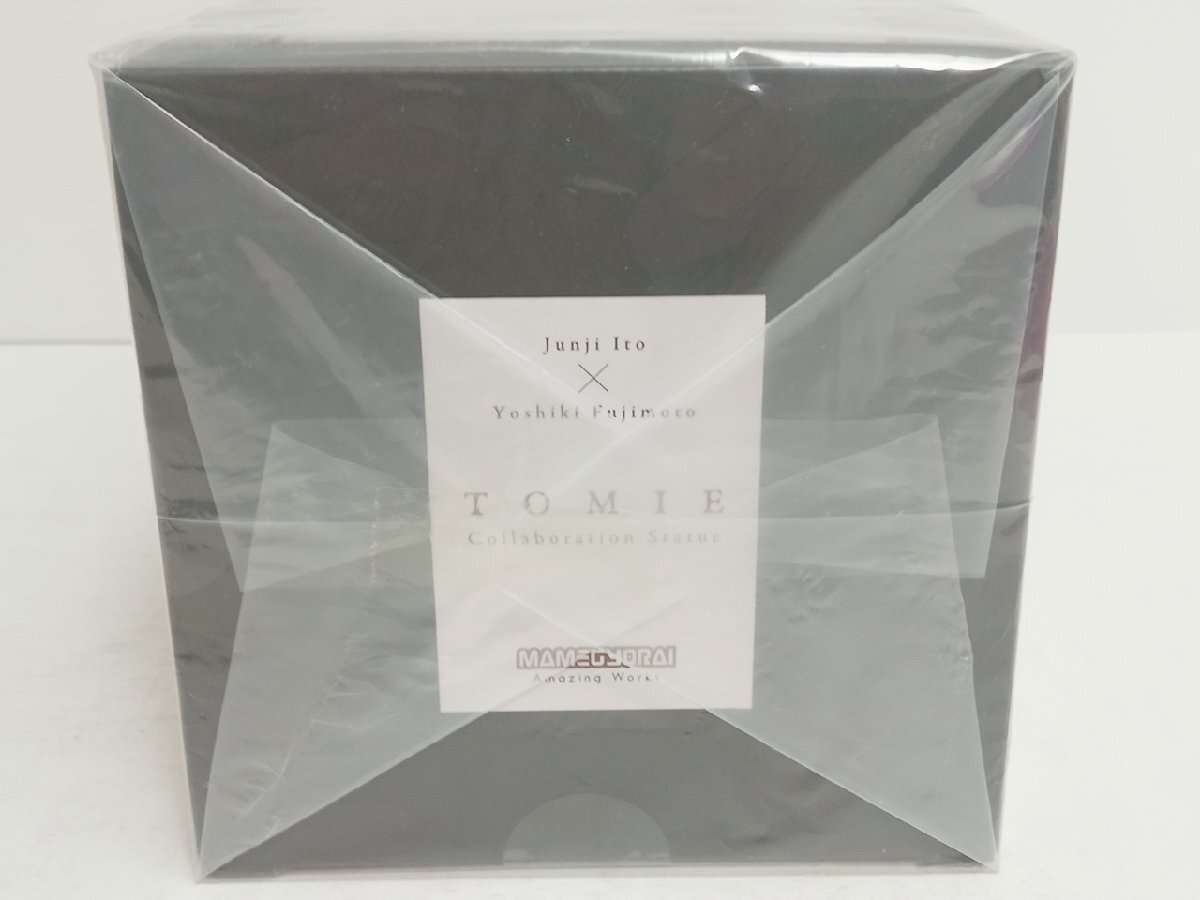 Junji Ito
×
Yoshiki Fujimoto
TOMIE
Collaboration Statue
MAMEGYORAI
Amazing Works